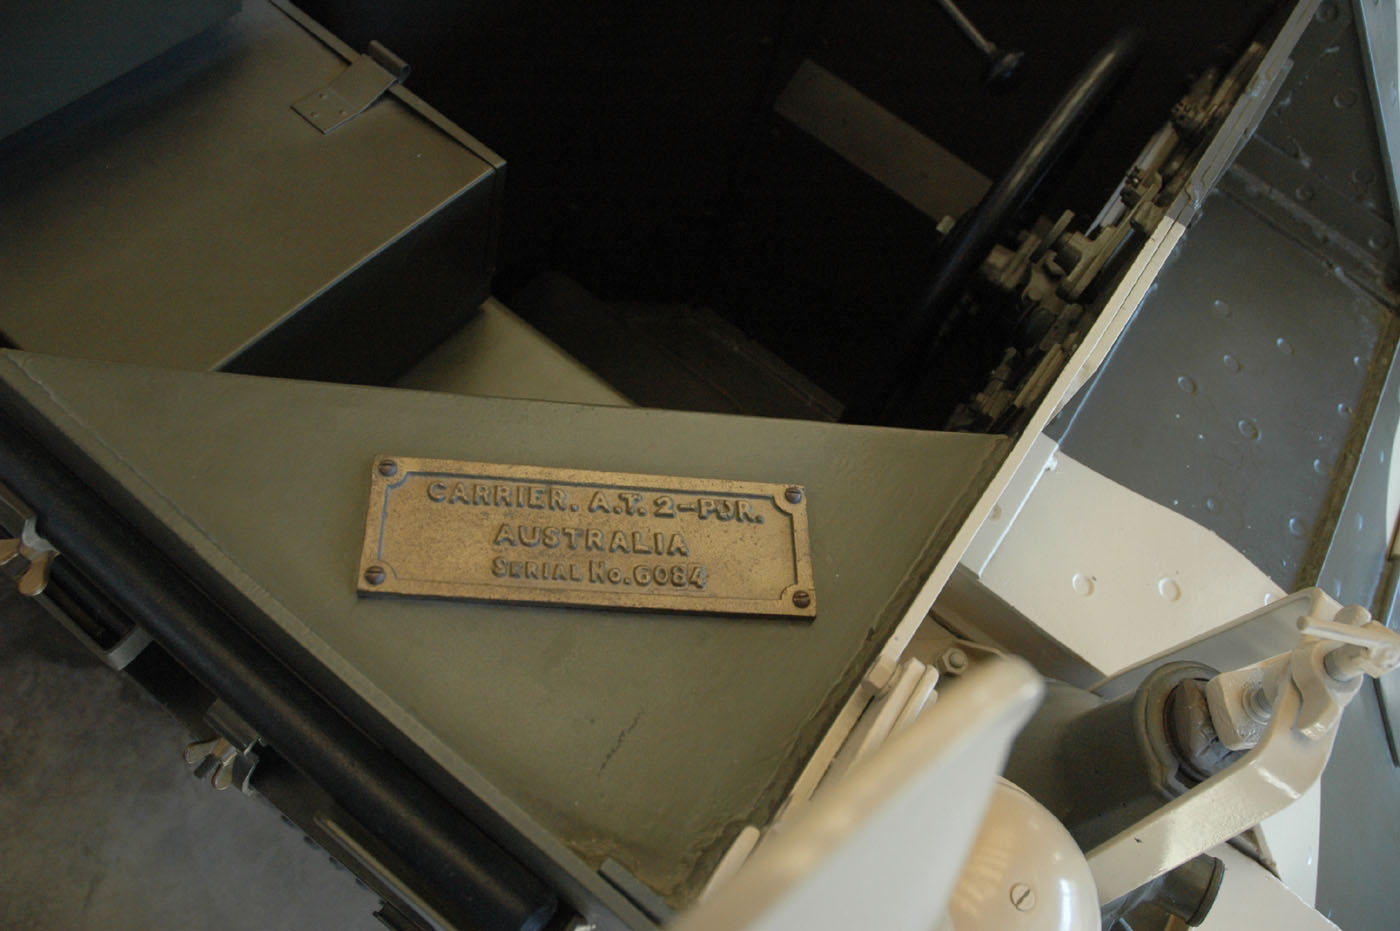 CARRIER. A.T. 2-PDR.
AUSTRALIA
SERIAL No. 6084